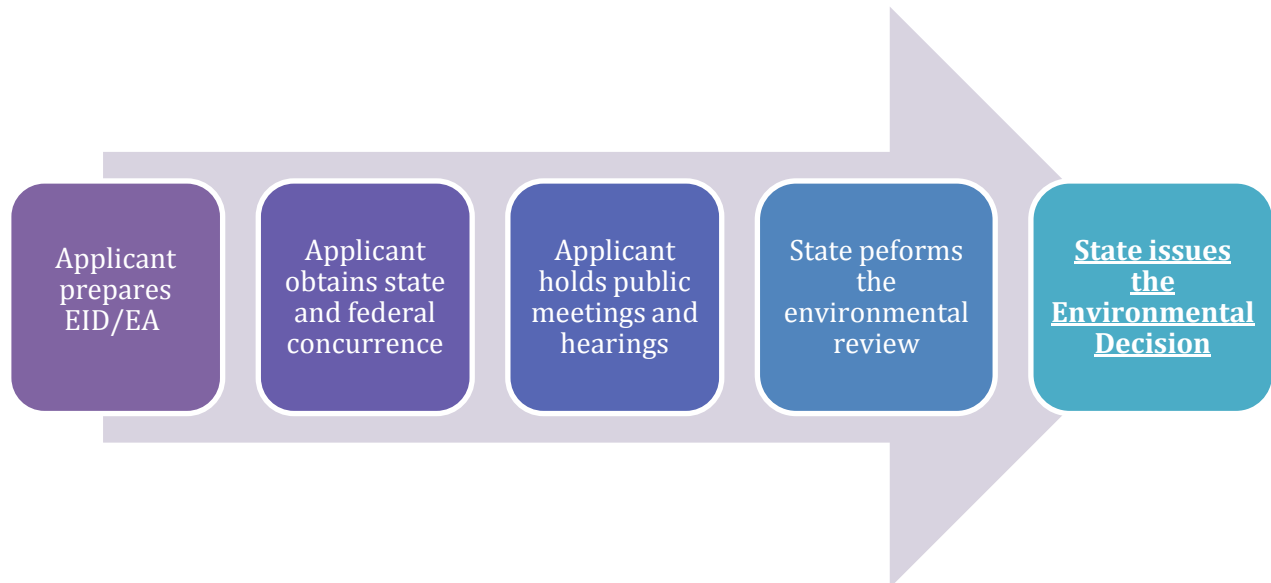 Applicant
prepares
EID/EA
Applicant
obtains state
and federal
concurrence
Applicant
holds public
meetings and
hearings
State peforms
the
environmental
review
State issues
the
Environmental
Decision